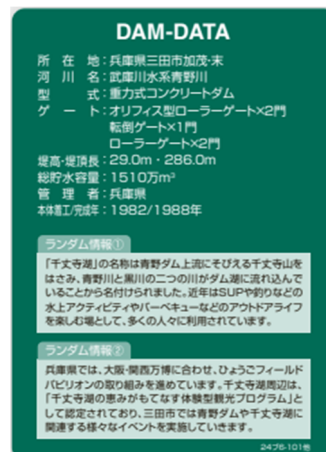 DAM-DATA
所在地:兵庫県三田市加茂・末
河川名:武庫川水系青野川
型式:重力式コンクリートダム
ゲート:オリフィス型ローラーゲート×2門
転倒ゲート×1門
ローラーゲート×2門
堤高・堤頂長:29.0m・286.0m
総貯水容量:1510万m³
管理者:兵庫県
本体着工/完成年:1982/1988年
ランダム情報①
「千丈寺湖」の名称は青野ダム上流にそびえる千丈寺山を
はさみ、青野川と黒川の二つの川がダム湖に流れ込んで
いることから名付けられました。近年はSUPや釣りなどの
水上アクティビティやバーベキューなどのアウトドアライフ
を楽しむ場として、多くの人々に利用されています。
ランダム情報②
兵庫県では、大阪・関西万博に合わせ、ひょうごフィールド
パビリオンの取り組みを進めています。千丈寺湖周辺は、
「千丈寺湖の恵みがもてなす体験型観光プログラム」と
して認定されており、三田市では青野ダムや千丈寺湖に
関連する様々なイベントを実施していきます。